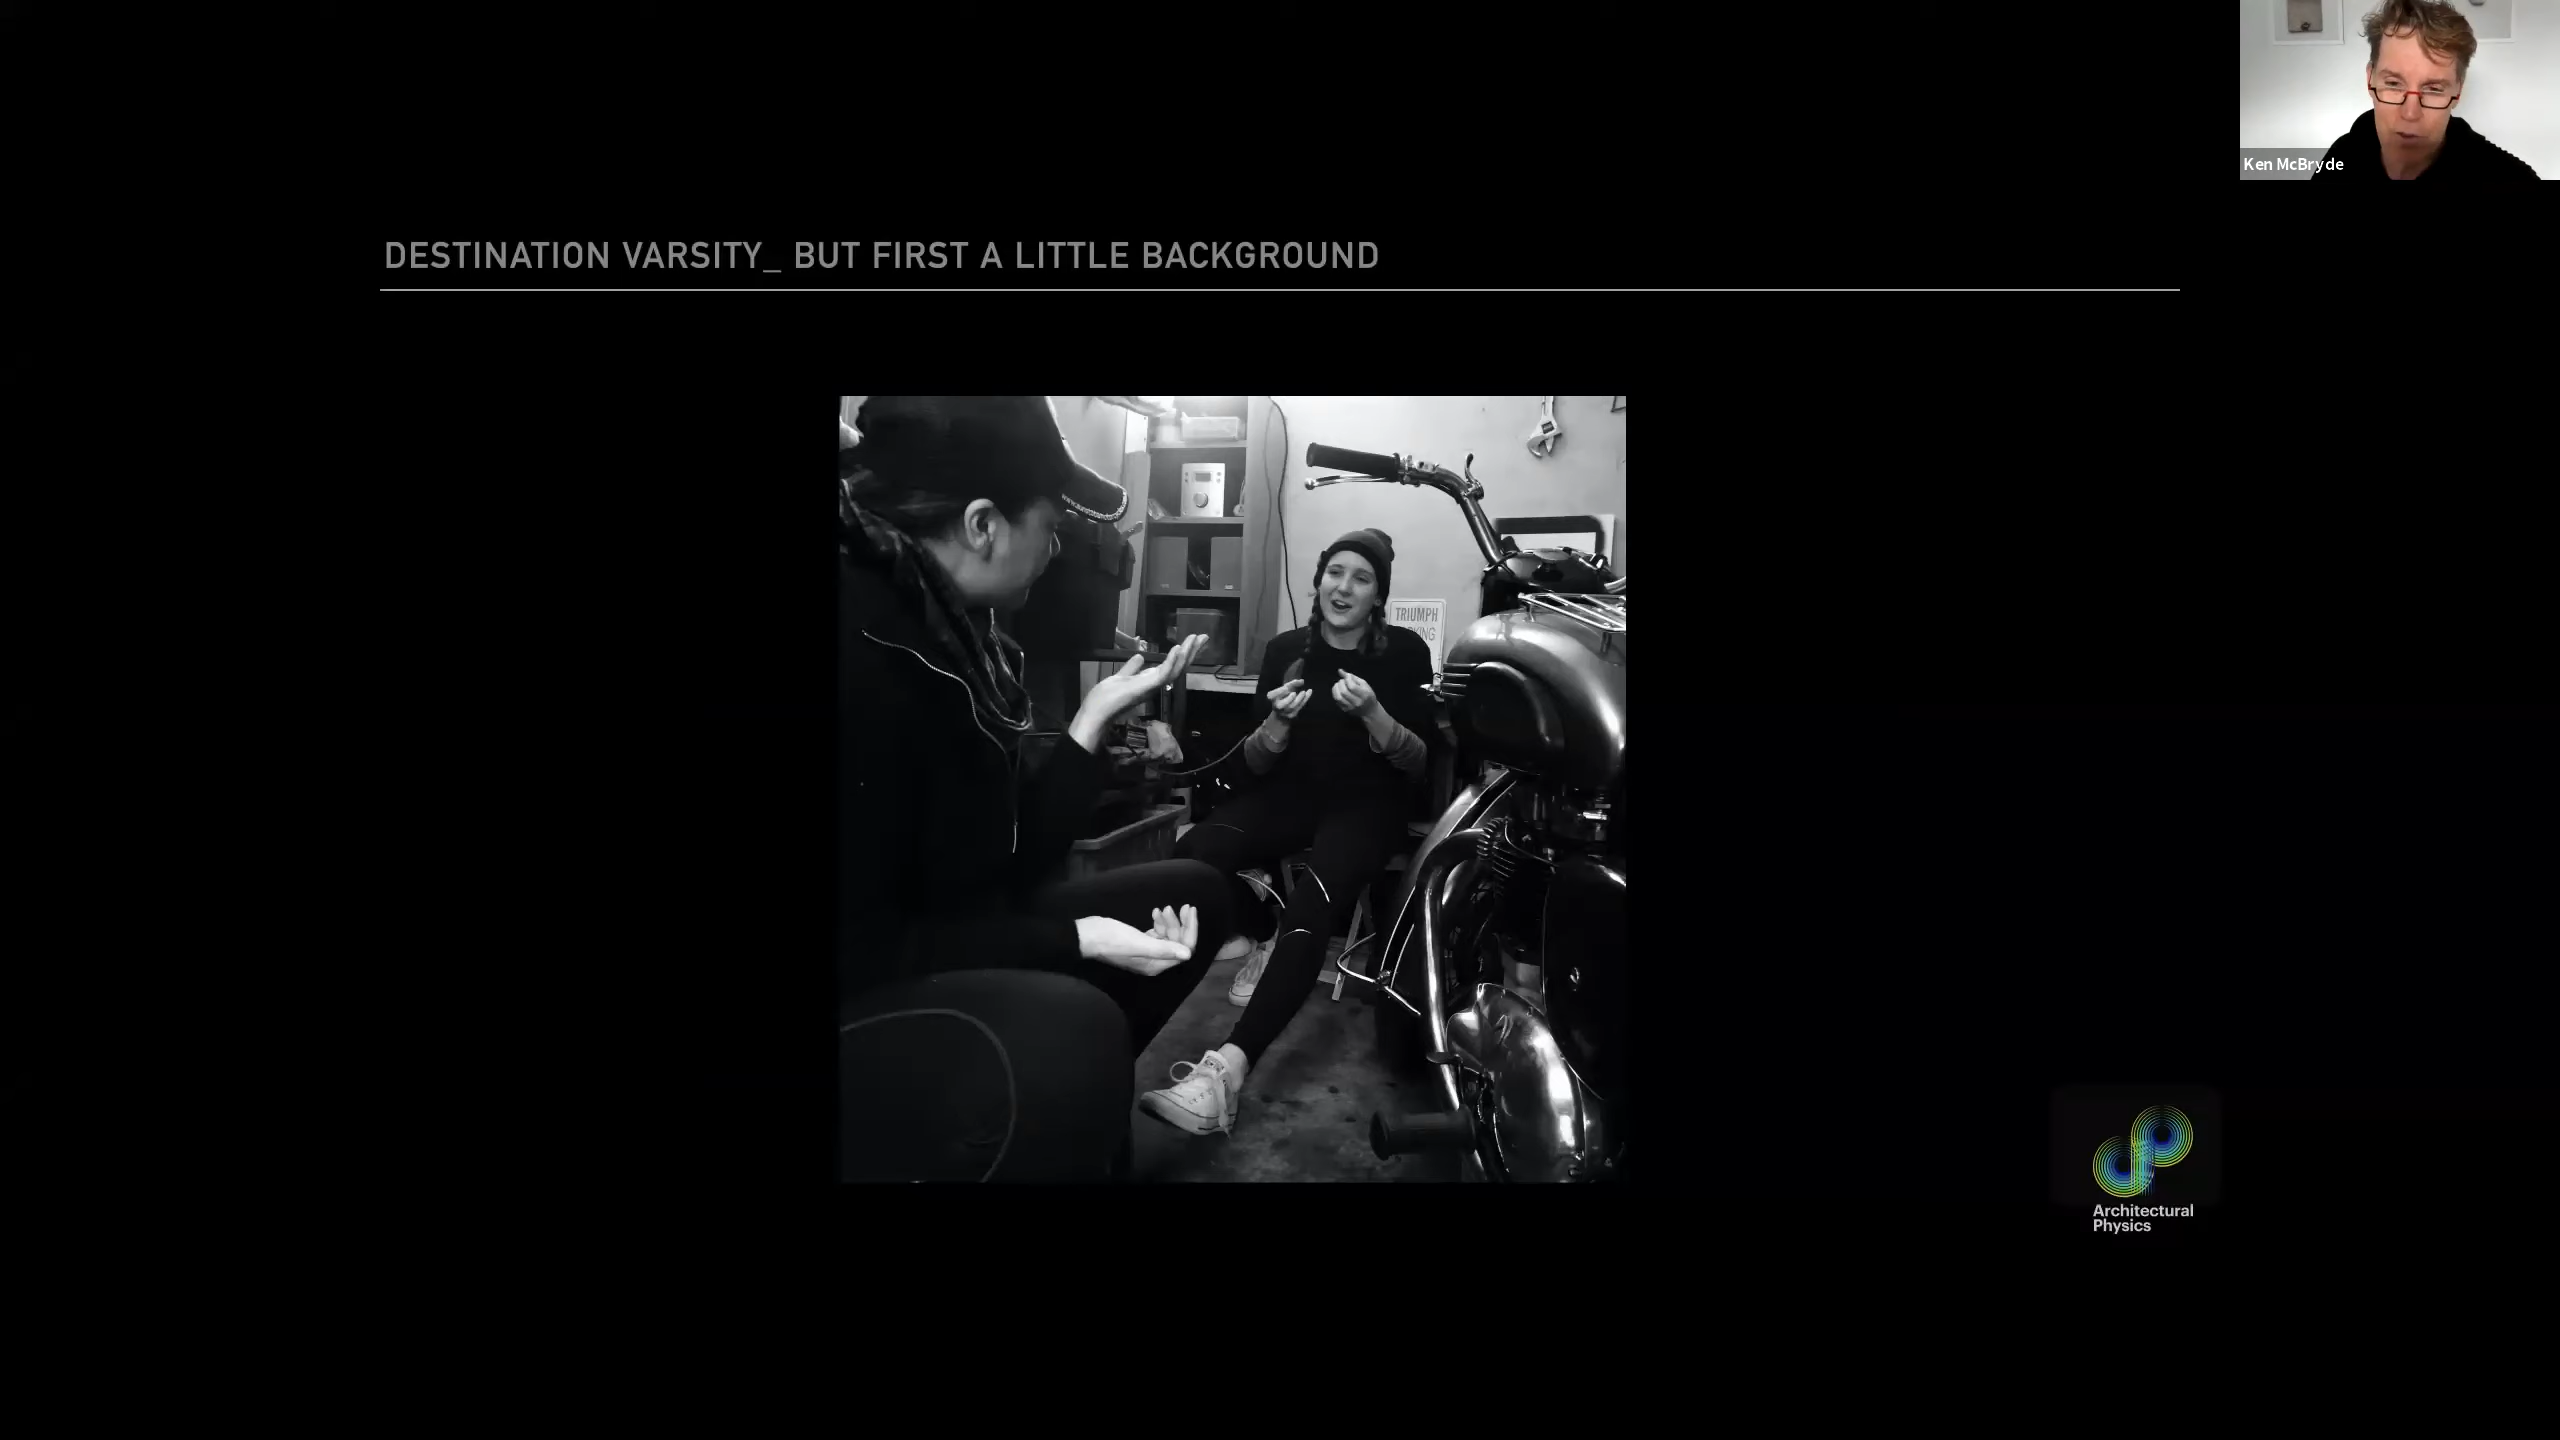 Ken McBryde
DESTINATION VARSITY_ BUT FIRST A LITTLE BACKGROUND
TRIUMPH
Architectural
Physics